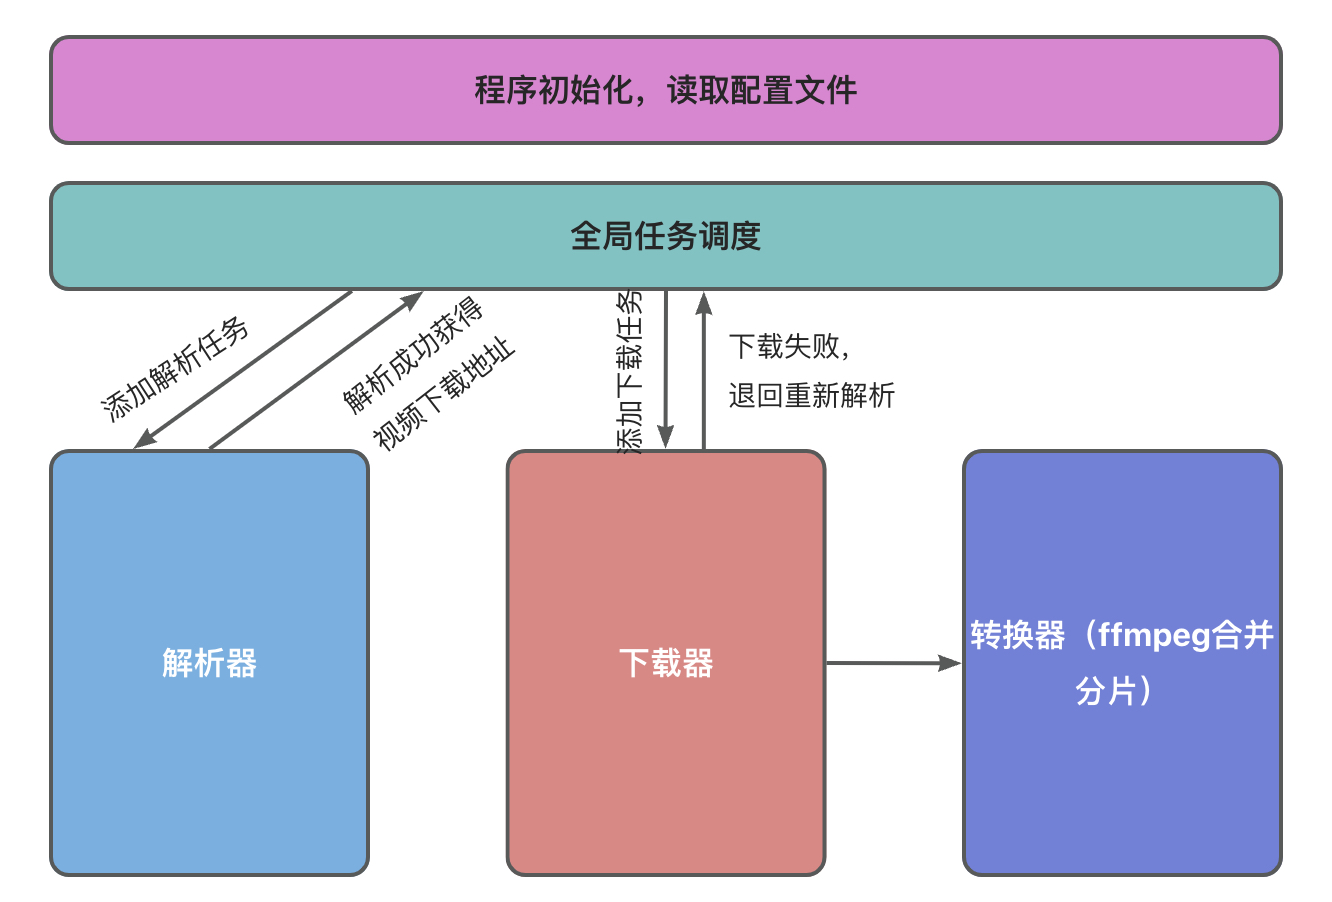 程序初始化，读取配置文件
全局任务调度
添加解析任务
解析成功获得
视频下载地址
添加下载任务
下载失败，
退回重新解析
解析器
下载器
转换器（ffmpeg合并
分片）